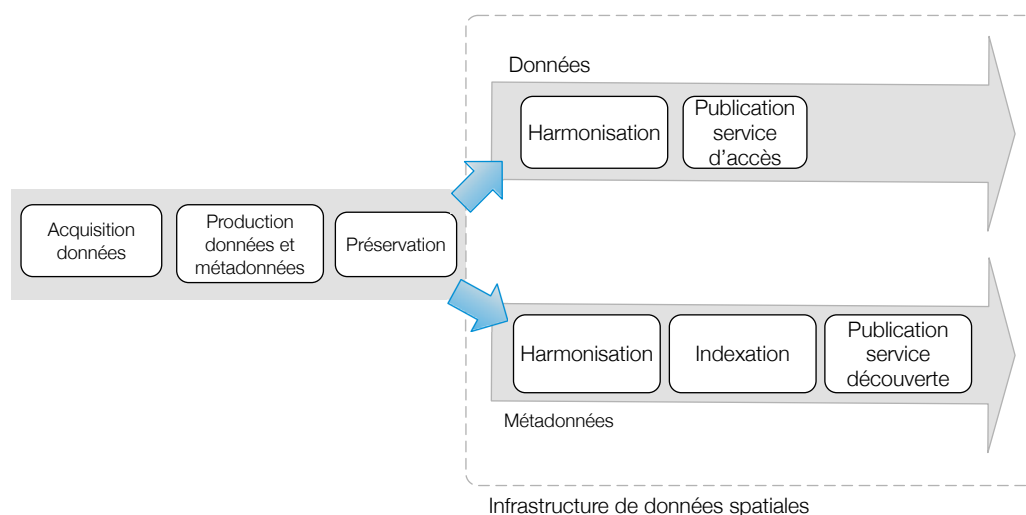 Données
Harmonisation
Publication
service
d'accès
Acquisition
données
Production
données et
métadonnées
Préservation
Harmonisation
Indexation
Publication
service
découverte
Métadonnées
Infrastructure de données spatiales